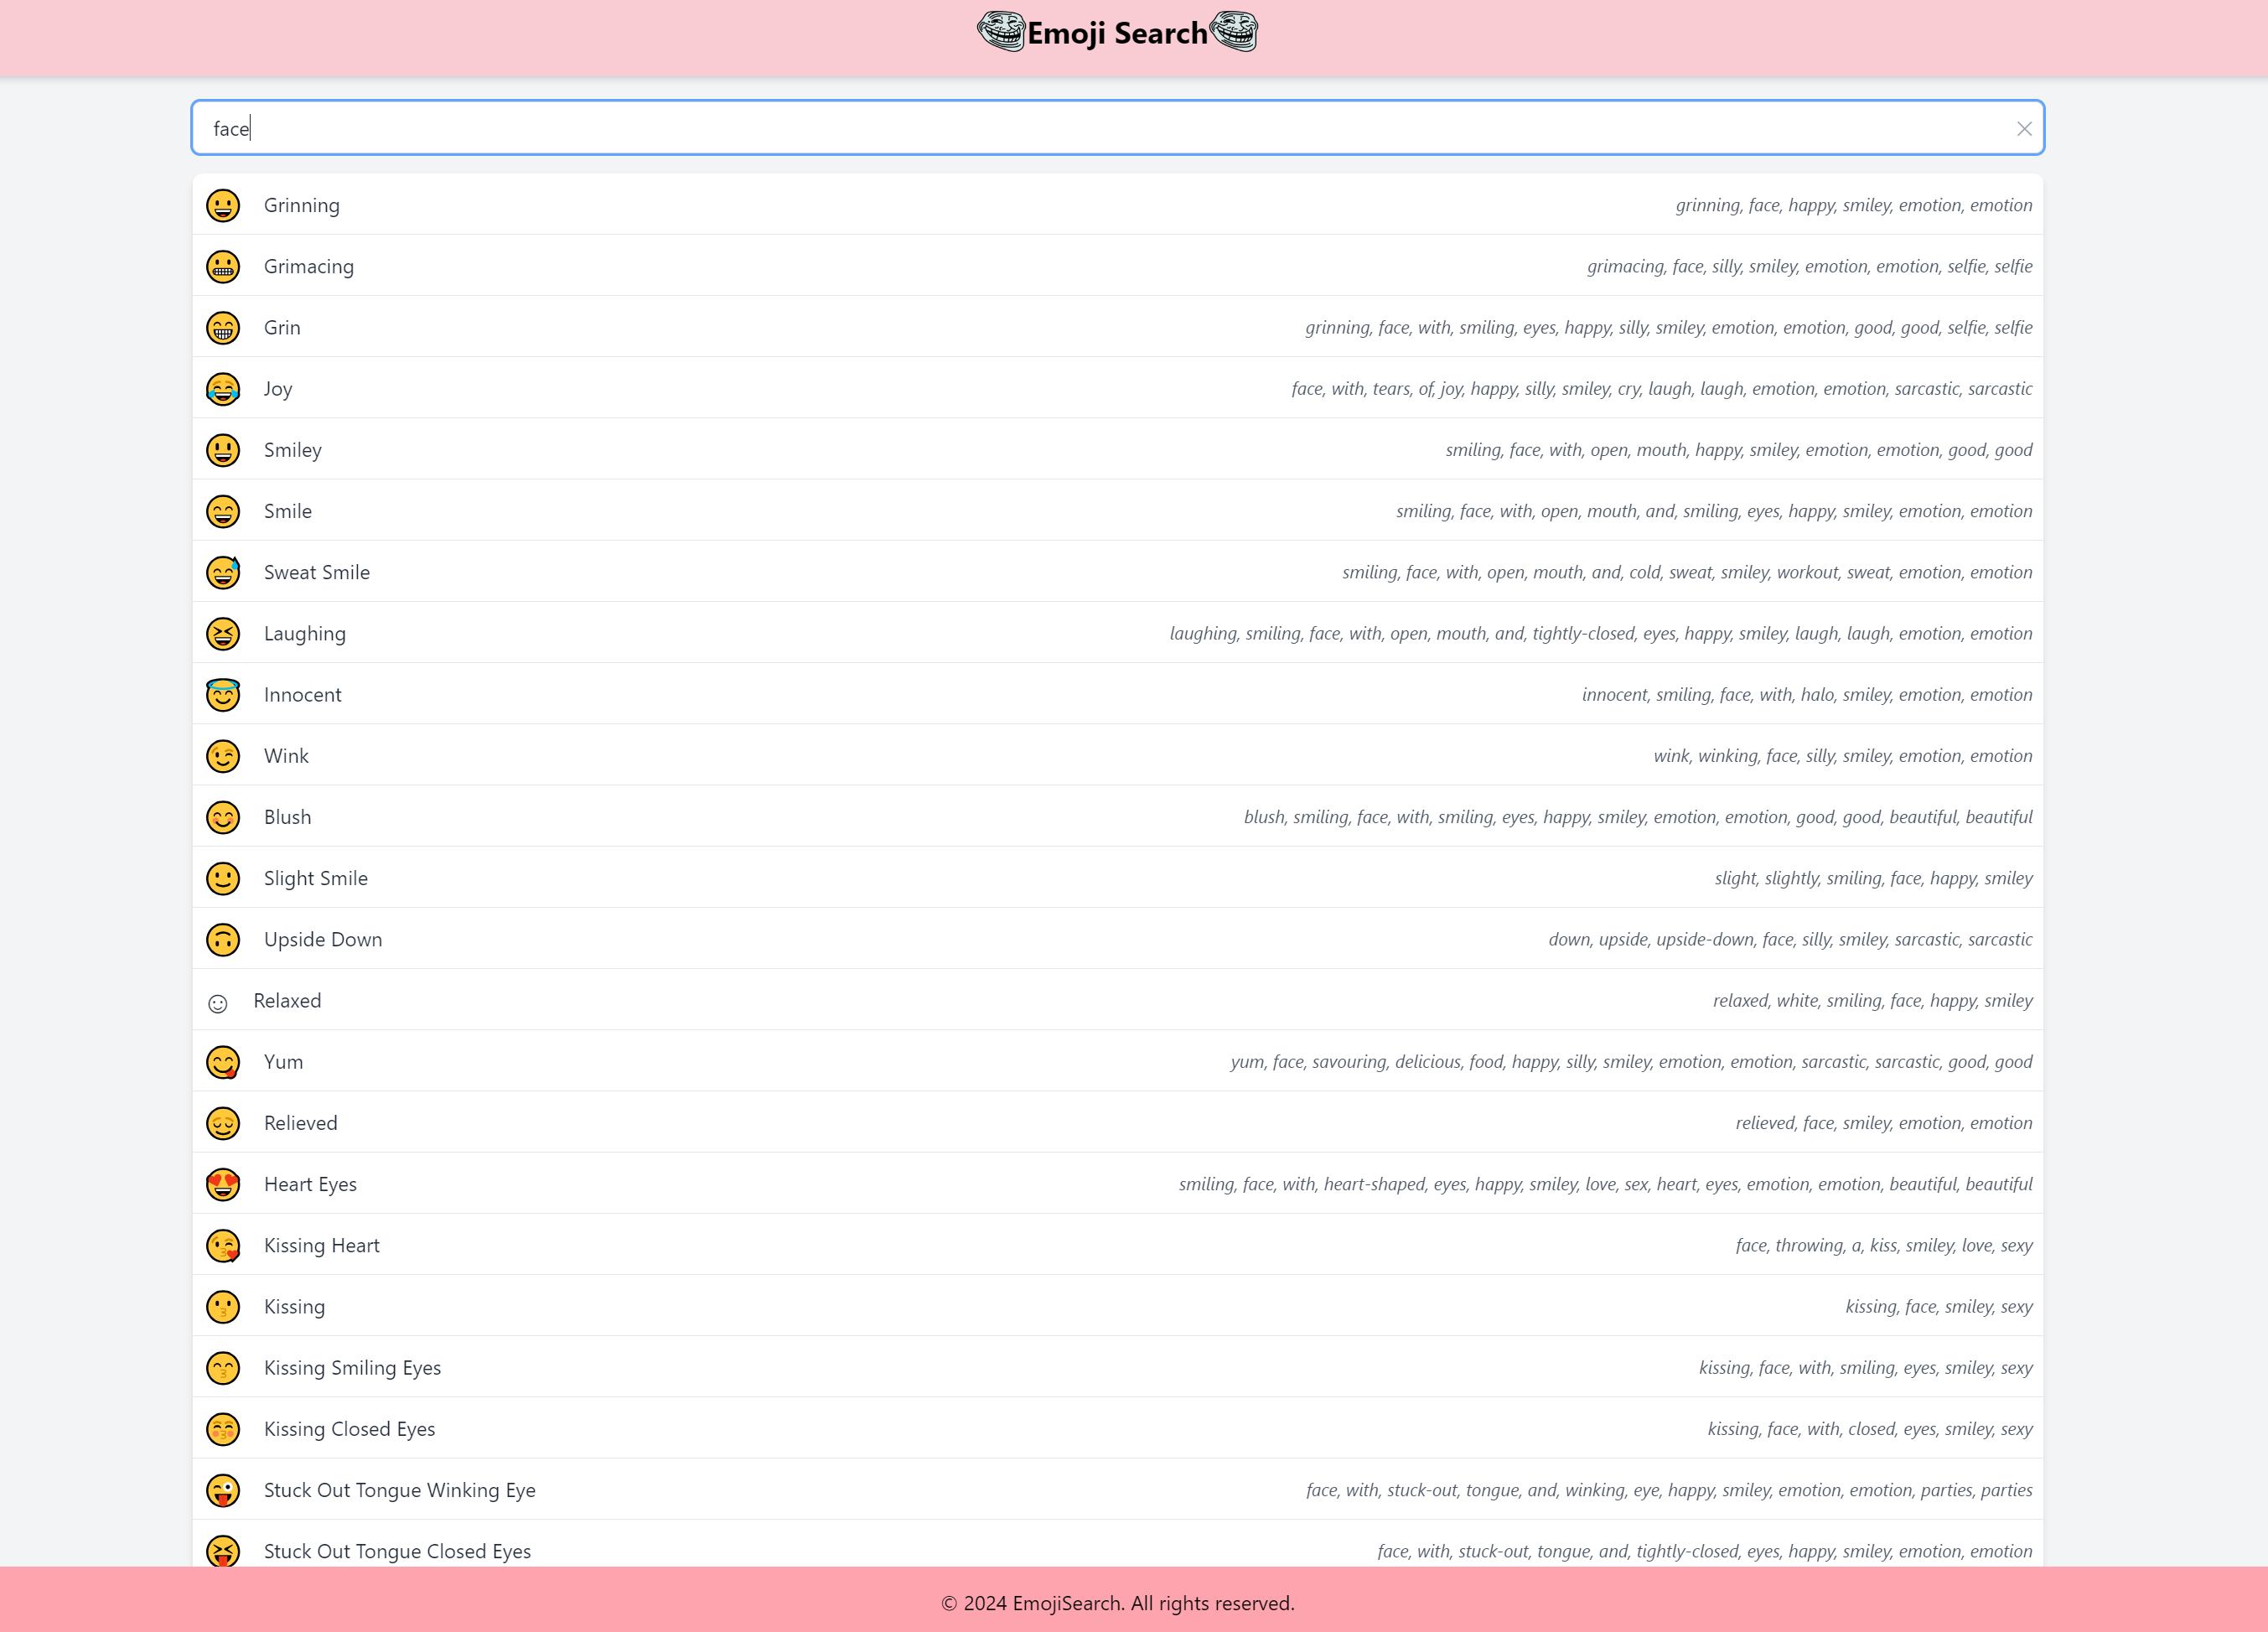 Emoji Search
face
Grinning grinning, face, happy, smiley, emotion, emotion
Grimacing grimacing, face, silly, smiley, emotion, emotion, selfie, selfie
Grin grinning, face, with, smiling, eyes, happy, silly, smiley, emotion, emotion, good, good, selfie, selfie
Joy face, with, tears, of, joy, happy, silly, smiley, cry, laugh, laugh, emotion, emotion, sarcastic, sarcastic
Smiley smiling, face, with, open, mouth, happy, smiley, emotion, emotion, good, good
Smile smiling, face, with, open, mouth, and, smiling, eyes, happy, smiley, emotion, emotion
Sweat Smile smiling, face, with, open, mouth, and, cold, sweat, smiley, workout, sweat, emotion, emotion
Laughing laughing, smiling, face, with, open, mouth, and, tightly-closed, eyes, happy, smiley, laugh, laugh, emotion, emotion
Innocent innocent, smiling, face, with, halo, smiley, emotion, emotion
Wink wink, winking, face, silly, smiley, emotion, emotion
Blush blush, smiling, face, with, smiling, eyes, happy, smiley, emotion, emotion, good, good, beautiful, beautiful
Slight Smile slight, slightly, smiling, face, happy, smiley
Upside Down down, upside, upside-down, face, silly, smiley, sarcastic, sarcastic
Relaxed relaxed, white, smiling, face, happy, smiley
Yum yum, face, savouring, delicious, food, happy, silly, smiley, emotion, emotion, sarcastic, sarcastic, good, good
Relieved relieved, face, smiley, emotion, emotion
Heart Eyes smiling, face, with, heart-shaped, eyes, happy, smiley, love, sex, heart, eyes, emotion, emotion, beautiful, beautiful
Kissing Heart face, throwing, a, kiss, smiley, love, sexy
Kissing kissing, face, smiley, sexy
Kissing Smiling Eyes kissing, face, with, smiling, eyes, smiley, sexy
Kissing Closed Eyes kissing, face, with, closed, eyes, smiley, sexy
Stuck Out Tongue Winking Eye face, with, stuck-out, tongue, and, winking, eye, happy, smiley, emotion, emotion, parties, parties
Stuck Out Tongue Closed Eyes face, with, stuck-out, tongue, and, tightly-closed, eyes, happy, smiley, emotion, emotion
© 2024 EmojiSearch. All rights reserved.